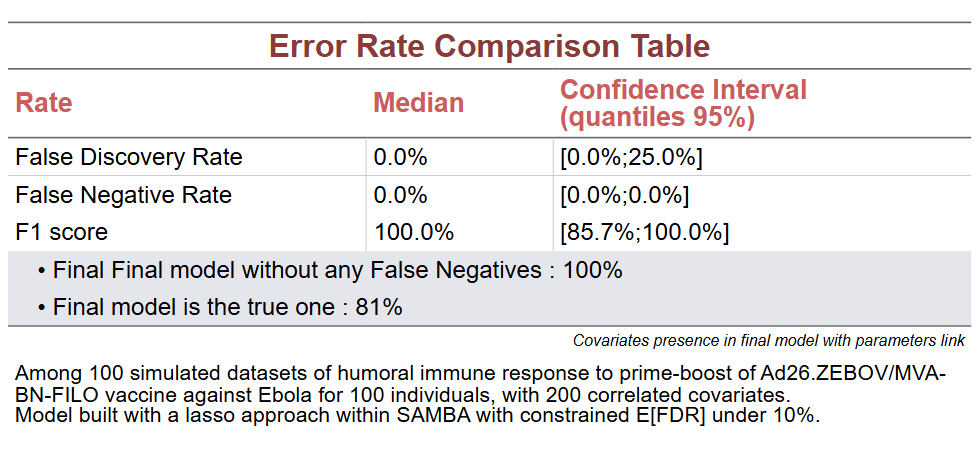 Error Rate Comparison Table
Rate Median Confidence Interval
(quantiles 95%)
False Discovery Rate 0.0% [0.0%;25.0%]
False Negative Rate 0.0% [0.0%;0.0%]
F1 score 100.0% [85.7%;100.0%]
• Final Final model without any False Negatives : 100%
• Final model is the true one : 81%
Covariates presence in final model with parameters link
Among 100 simulated datasets of humoral immune response to prime-boost of Ad26.ZEBOV/MVA-
BN-FILO vaccine against Ebola for 100 individuals, with 200 correlated covariates.
Model built with a lasso approach within SAMBA with constrained E[FDR] under 10%.